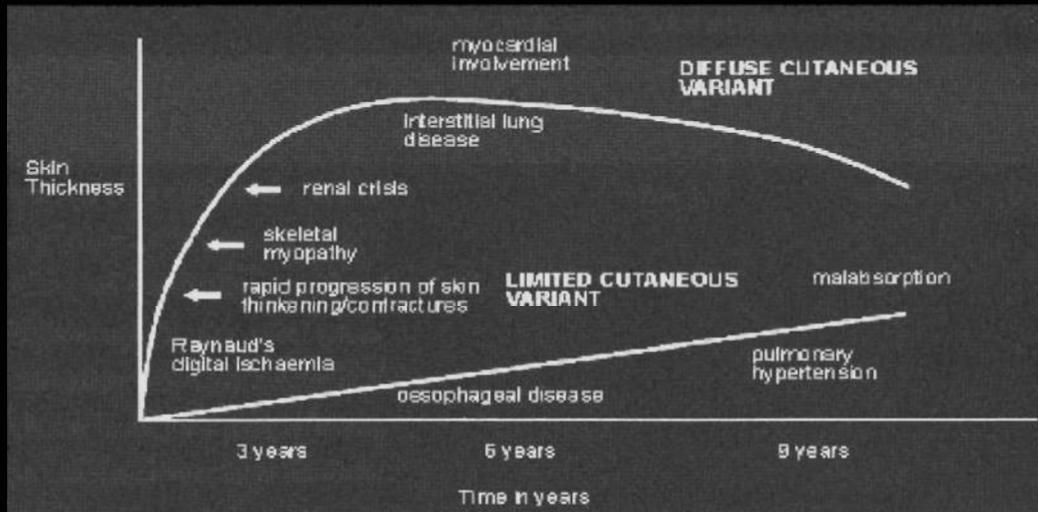 myocardial
involvement
DIFFUSE CUTANEOUS
VARIANT
Interstitial lung
disease
Skin
Thickness
renal crisis
skeletal
myopathy
rapid progression of skin
thinkening/contractures
LIMITED CUTANEOUS
VARIANT
malabsorption
Raynaud's
digital ischaemia
pulmonary
hypertension
oesophageal disease
3 years
6 years
9 years
Time in years